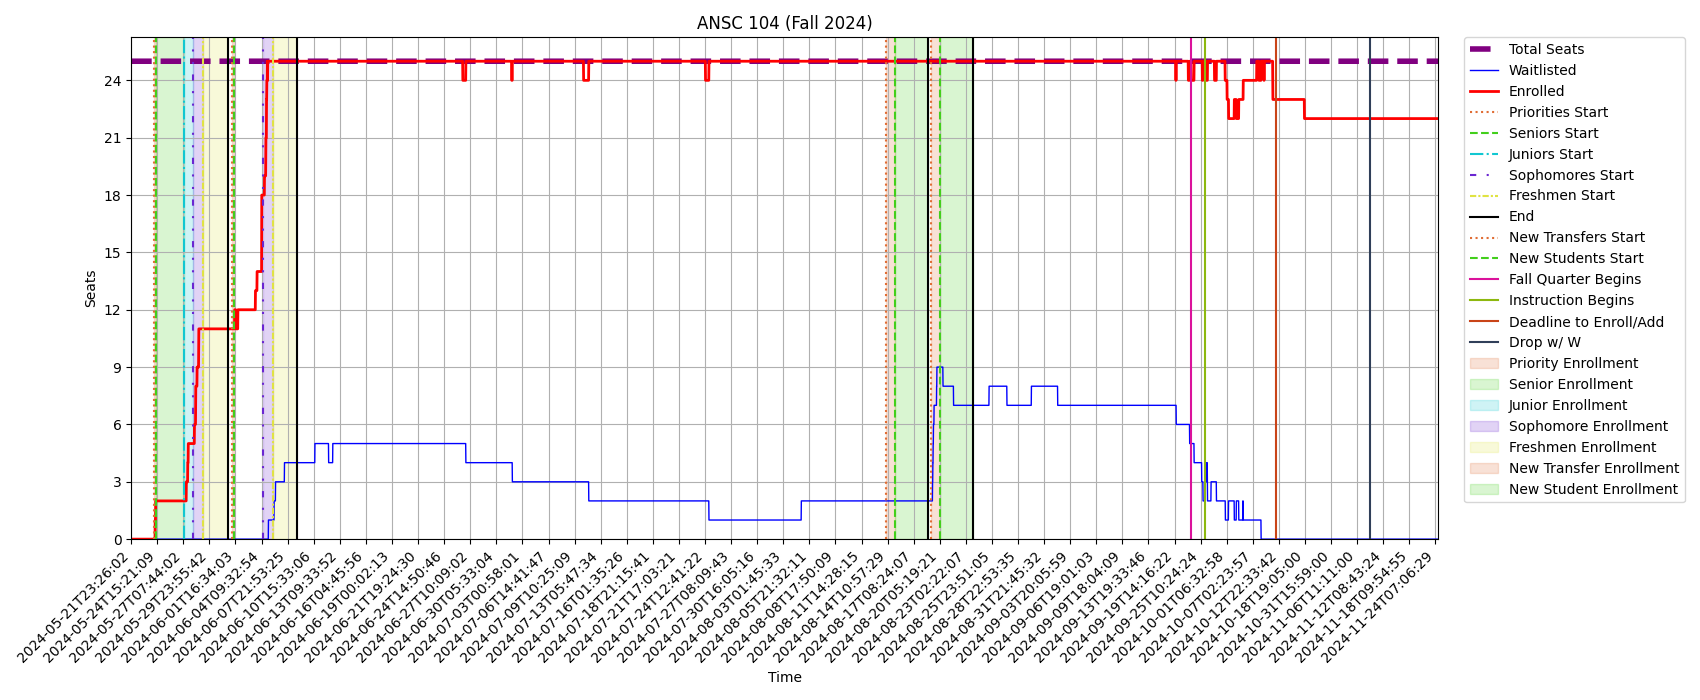 ANSC 104 (Fall 2024)
Seats
24
21
18
15
12
9
6
3
0
2024-05-21T23:26:02
2024-05-24T15:21:09
2024-05-27T07:44:02
2024-05-29T23:55:42
2024-06-01T16:34:03
2024-06-04T09:32:54
2024-06-07T21:53:23
2024-06-10T15:33:06
2024-06-13T09:33:52
2024-06-16T04:45:56
2024-06-19T00:02:13
2024-06-21T19:24:30
2024-06-24T14:50:46
2024-06-27T10:09:02
2024-06-30T05:33:04
2024-07-03T00:58:01
2024-07-06T14:41:47
2024-07-09T10:25:09
2024-07-13T05:47:34
2024-07-16T01:35:26
2024-07-18T21:15:41
2024-07-21T17:03:21
2024-07-24T12:41:22
2024-07-27T08:09:43
2024-07-30T16:05:16
2024-08-03T01:45:33
2024-08-05T21:32:11
2024-08-08T17:50:09
2024-08-11T14:28:15
2024-08-14T10:57:29
2024-08-17T08:24:07
2024-08-20T05:19:21
2024-08-23T02:22:07
2024-08-25T23:51:05
2024-08-28T22:53:35
2024-08-31T21:45:32
2024-09-03T20:05:59
2024-09-06T19:01:03
2024-09-09T18:04:09
2024-09-13T19:33:46
2024-09-19T14:16:22
2024-09-25T10:24:24
2024-10-01T06:32:58
2024-10-07T02:23:57
2024-10-12T22:33:42
2024-10-18T19:05:00
2024-10-31T15:59:00
2024-11-06T11:11:00
2024-11-12T08:43:24
2024-11-18T09:54:55
2024-11-24T07:06:29
Time
Total Seats
Waitlisted
Enrolled
Priorities Start
Seniors Start
Juniors Start
Sophomores Start
Freshmen Start
End
New Transfers Start
New Students Start
Fall Quarter Begins
Instruction Begins
Deadline to Enroll/Add
Drop w/ W
Priority Enrollment
Senior Enrollment
Junior Enrollment
Sophomore Enrollment
Freshmen Enrollment
New Transfer Enrollment
New Student Enrollment